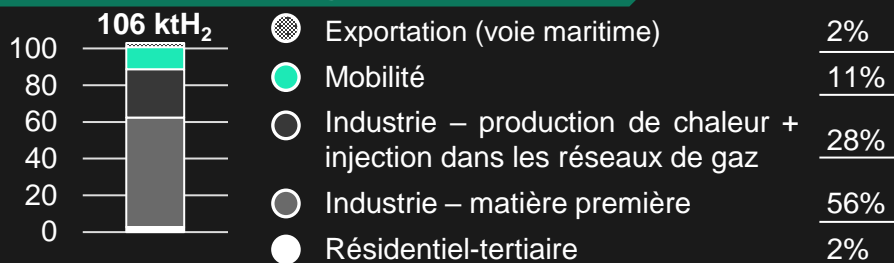 106 ktH₂
100
80
60
40
20
0
Exportation (voie maritime) 2%
Mobilité 11%
Industrie – production de chaleur +
injection dans les réseaux de gaz 28%
Industrie – matière première 56%
Résidentiel-tertiaire 2%